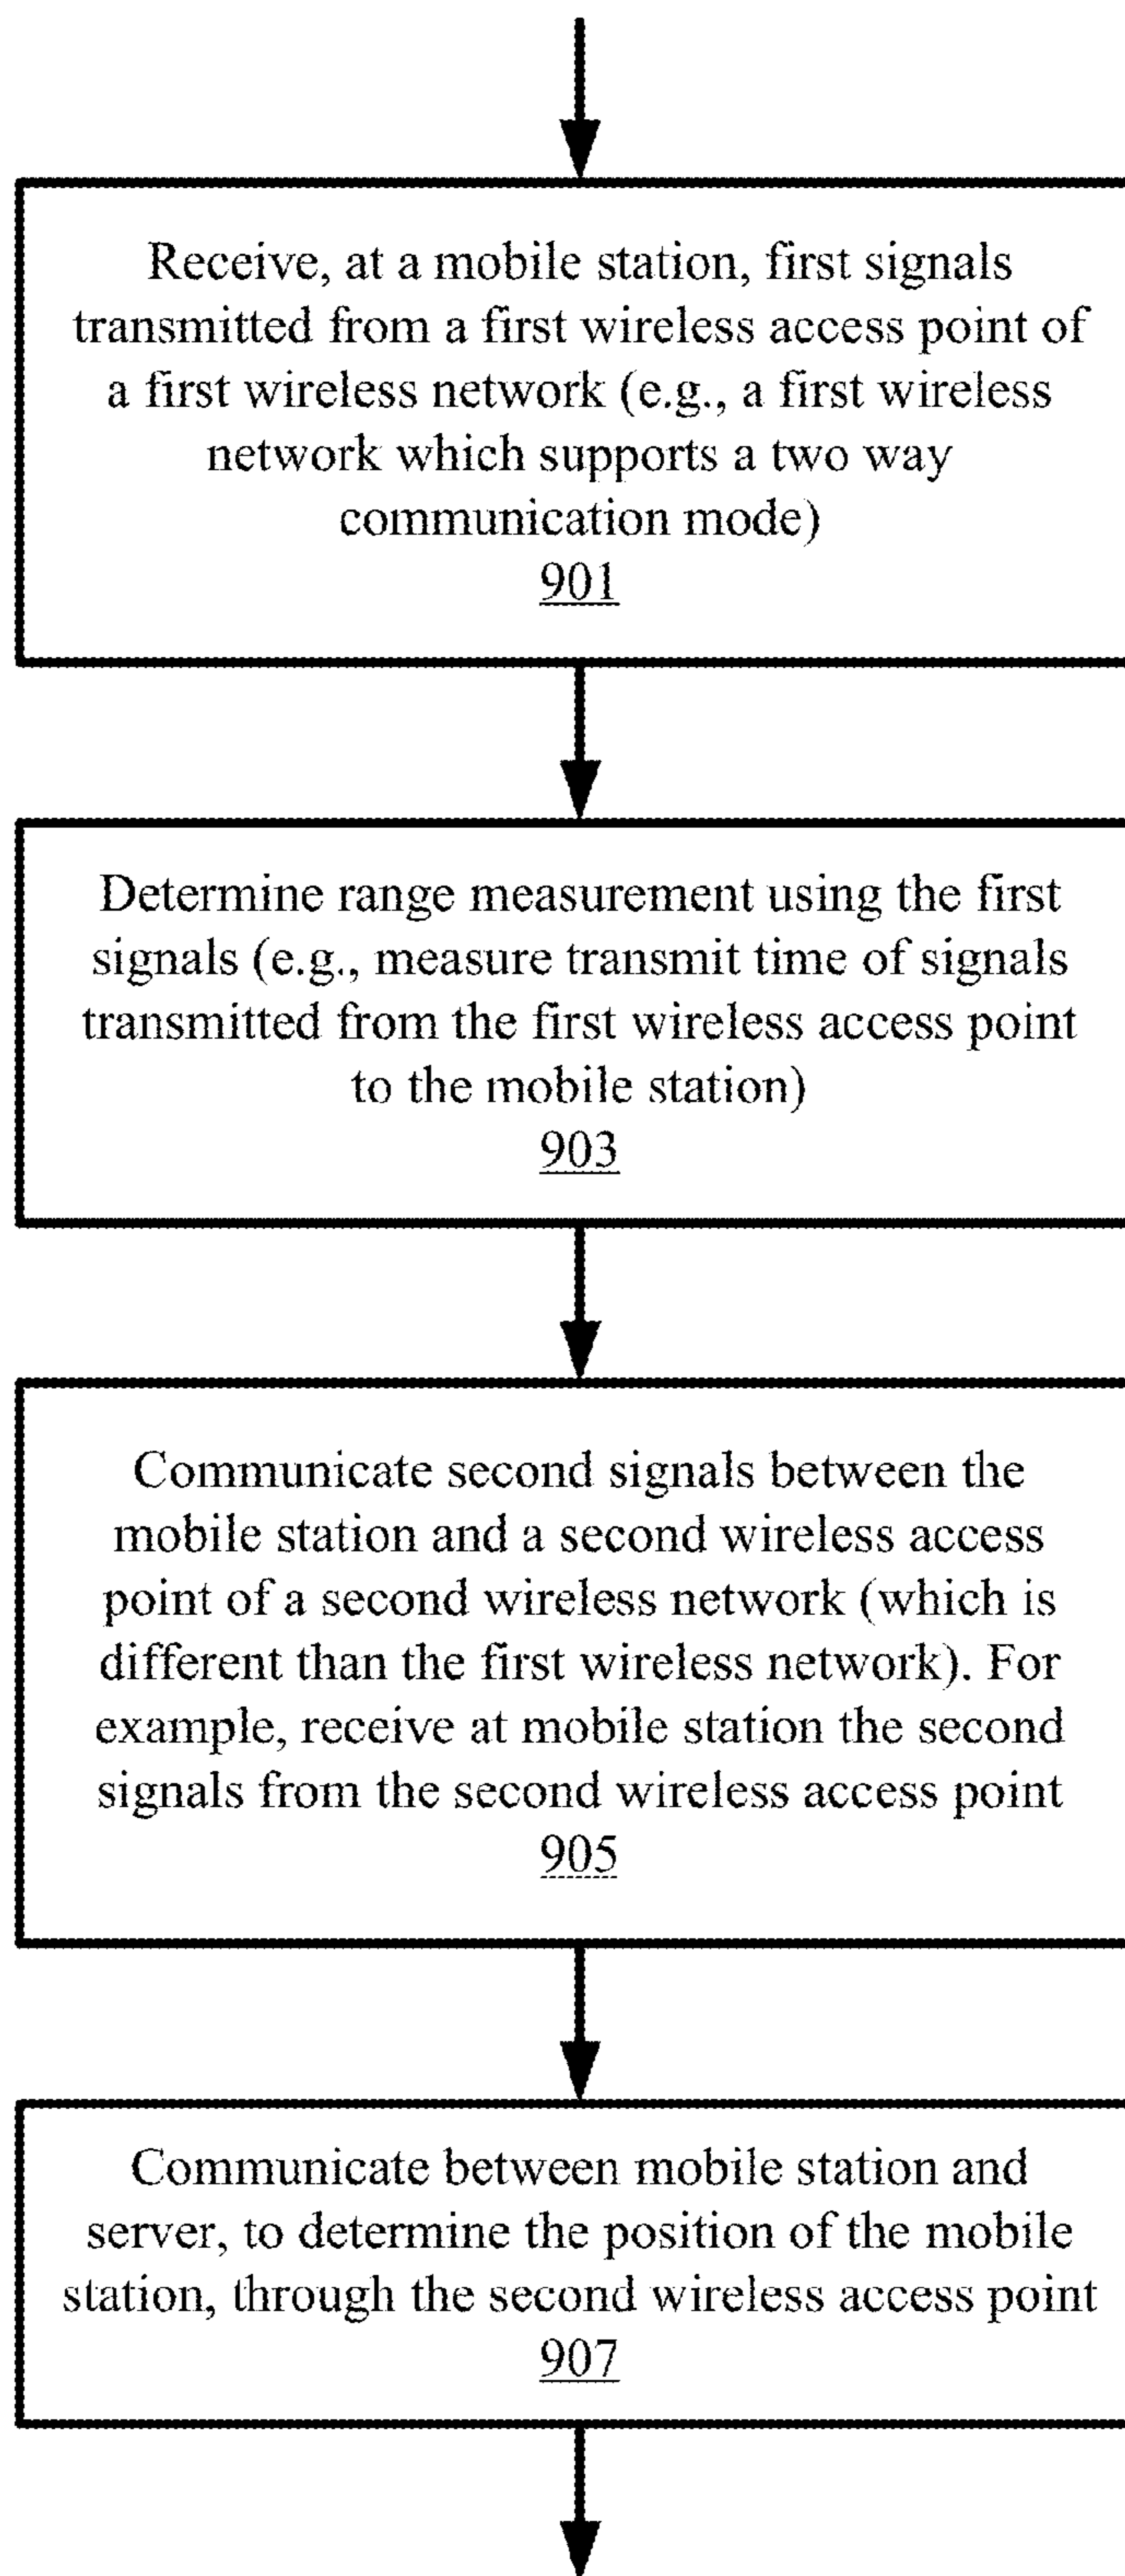 Receive, at a mobile station, first signals
transmitted from a first wireless access point of
a first wireless network (e.g., a first wireless
network which supports a two way
communication mode)
901
Determine range measurement using the first
signals (e.g., measure transmit time of signals
transmitted from the first wireless access point
to the mobile station)
903
Communicate second signals between the
mobile station and a second wireless access
point of a second wireless network (which is
different than the first wireless network). For
example, receive at mobile station the second
signals from the second wireless access point
905
Communicate between mobile station and
server, to determine the position of the mobile
station, through the second wireless access point
907